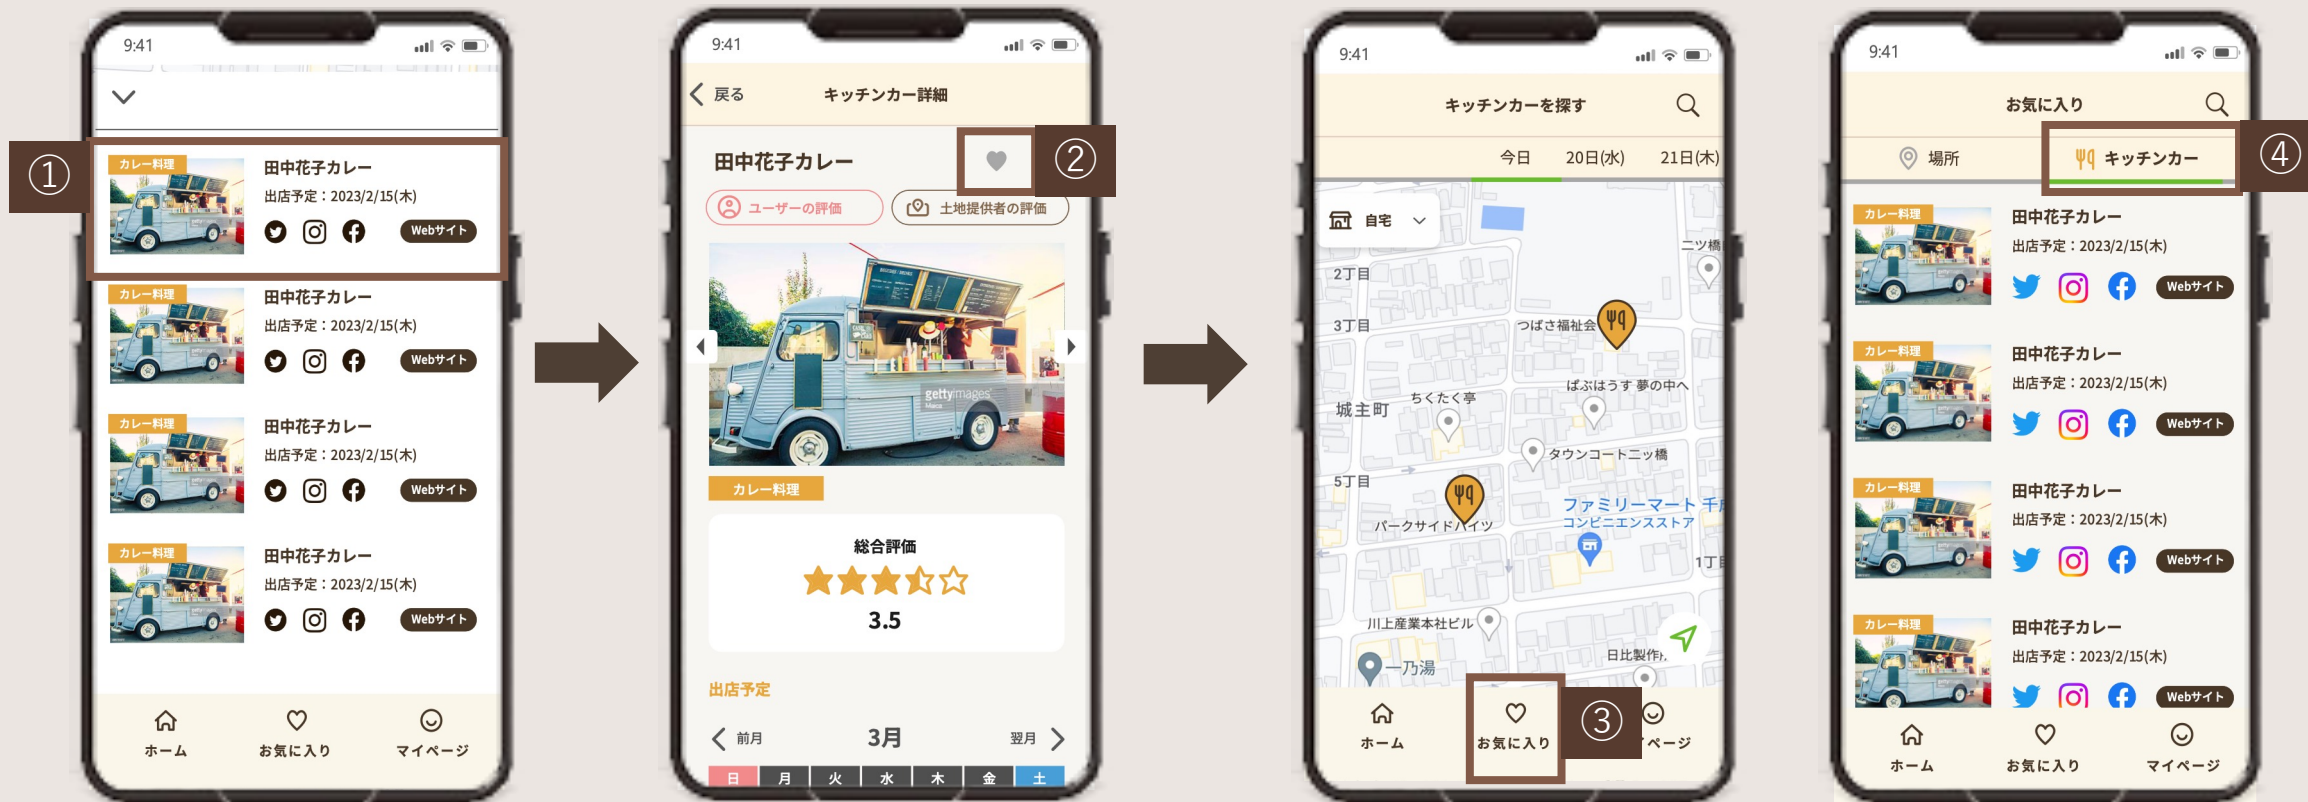 9:41
①
カレー料理
田中花子カレー
出店予定：2023/2/15(木)
Webサイト
カレー料理
田中花子カレー
出店予定：2023/2/15(木)
Webサイト
カレー料理
田中花子カレー
出店予定：2023/2/15(木)
Webサイト
カレー料理
田中花子カレー
出店予定：2023/2/15(木)
Webサイト
ホーム
お気に入り
マイページ
9:41
戻る
キッチンカー詳細
田中花子カレー
②
ユーザーの評価
土地提供者の評価
gettyimages
カレー料理
総合評価
3.5
出店予定
前月
3月
翌月
日 月 火 水 木 金 土
9:41
キッチンカーを探す
今日
20日(水)
21日(木)
自宅
二ツ橋
2丁目
3丁目
つばさ福祉会
ぱぶはうす 夢の中へ
ちくたく亭
城主町
タウンコート二ッ橋
5丁目
ファミリーマート 千
コンビニエンスストア
パークサイドハイツ
1丁
川上産業本社ビル
日比製作
一乃湯
ホーム
お気に入り
③
ページ
9:41
お気に入り
場所
キッチンカー
④
カレー料理
田中花子カレー
出店予定：2023/2/15(木)
Webサイト
カレー料理
田中花子カレー
出店予定：2023/2/15(木)
Webサイト
カレー料理
田中花子カレー
出店予定：2023/2/15(木)
Webサイト
カレー料理
田中花子カレー
出店予定：2023/2/15(木)
Webサイト
ホーム
お気に入り
マイページ